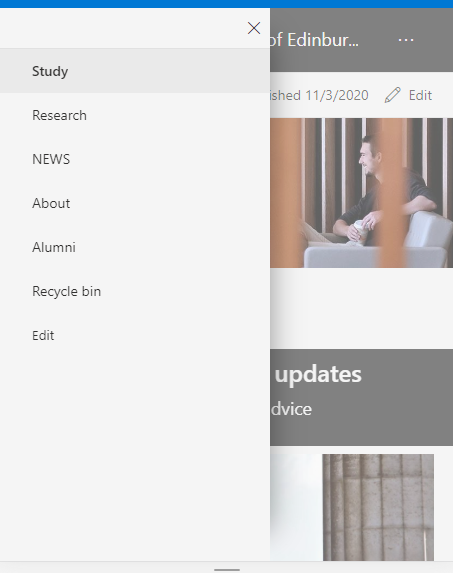 of Edinbur...
Study
ished 11/3/2020
Edit
Research
NEWS
About
Alumni
Recycle bin
Edit
updates
dvice